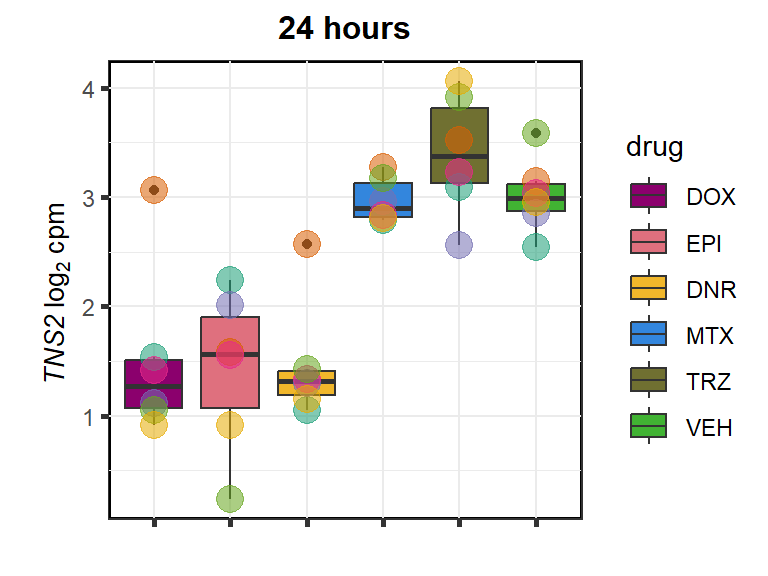 24 hours
TNS2 log₂ cpm
4
3
2
1
drug
DOX
EPI
DNR
MTX
TRZ
VEH